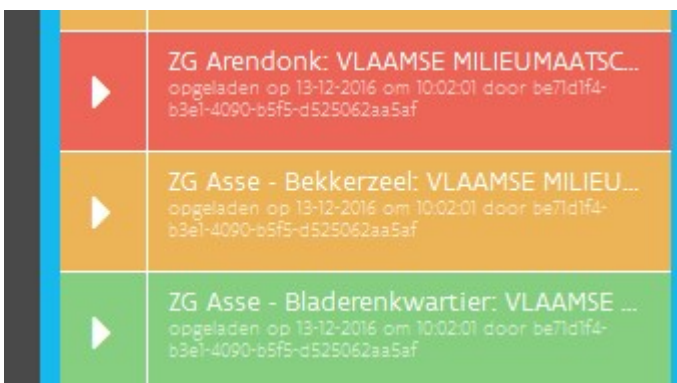 ZG Arendonk: VLAAMSE MILIEUMAATSC...
opgeladen op 13-12-2016 om 10:02:01 door be71d1f4-
b3e1-4090-b5f5-d525062aa5af
ZG Asse - Bekkerzeel: VLAAMSE MILIEU...
opgeladen op 13-12-2016 om 10:02:01 door be71d1f4-
b3e1-4090-b5f5-d525062aa5af
ZG Asse - Bladerenkwartier: VLAAMSE ...
opgeladen op 13-12-2016 om 10:02:01 door be71d1f4-
b3e1-4090-b5f5-d525062aa5af